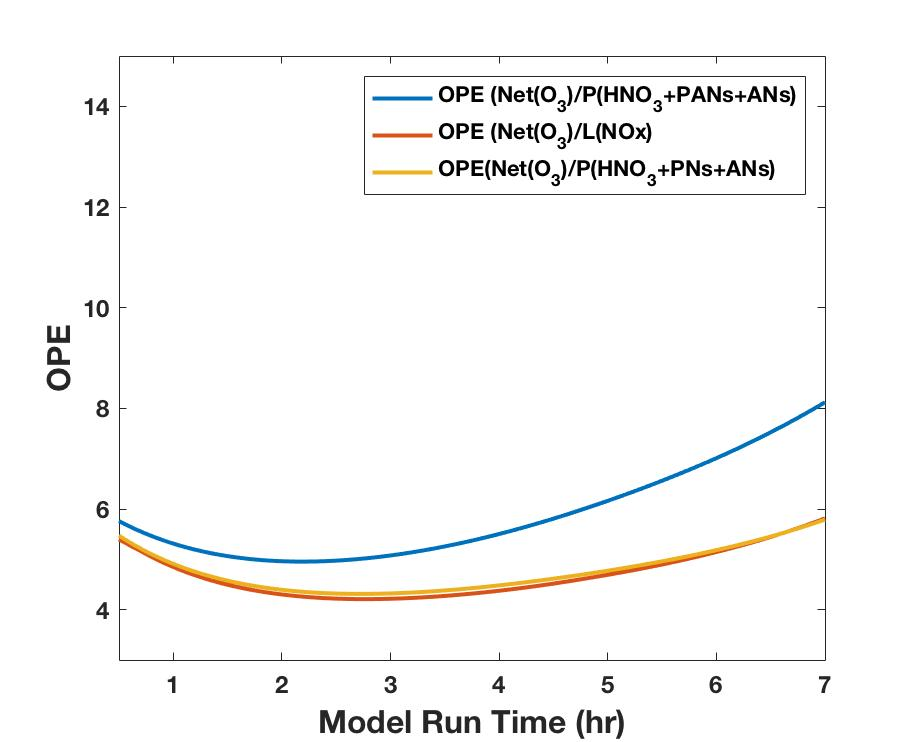 OPE (Net(O3)/P(HNO3+PANs+ANs)
OPE (Net(O3)/L(NOx)
OPE(Net(O3)/P(HNO3+PNs+ANs)
14
12
10
8
6
4
OPE
1 2 3 4 5 6 7
Model Run Time (hr)